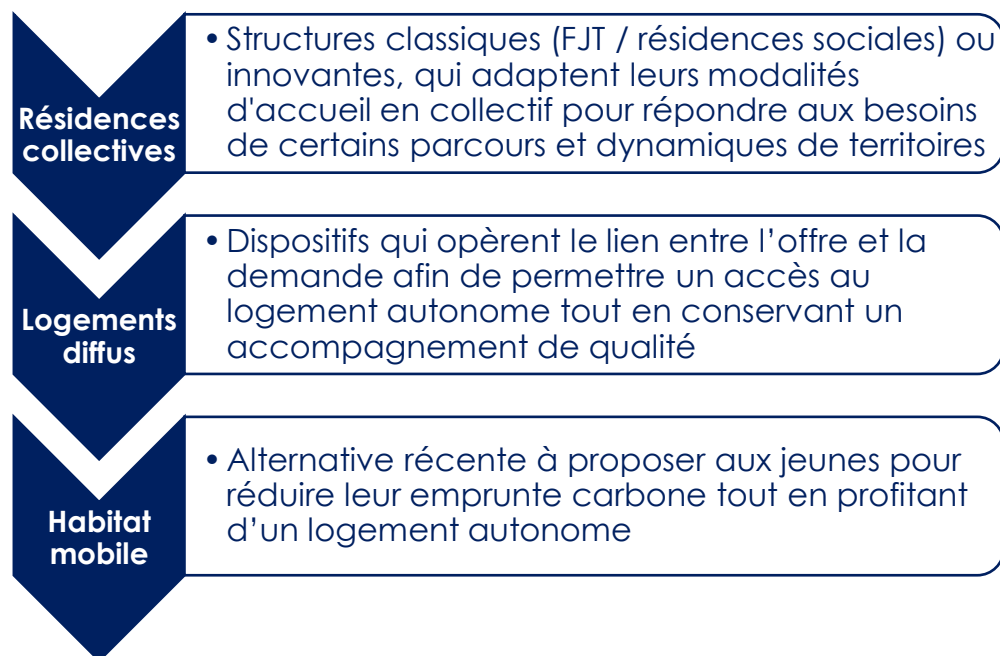 Résidences
collectives
• Structures classiques (FJT / résidences sociales) ou
innovantes, qui adaptent leurs modalités
d'accueil en collectif pour répondre aux besoins
de certains parcours et dynamiques de territoires
Logements
diffus
• Dispositifs qui opèrent le lien entre l’offre et la
demande afin de permettre un accès au
logement autonome tout en conservant un
accompagnement de qualité
Habitat
mobile
• Alternative récente à proposer aux jeunes pour
réduire leur emprunte carbone tout en profitant
d’un logement autonome